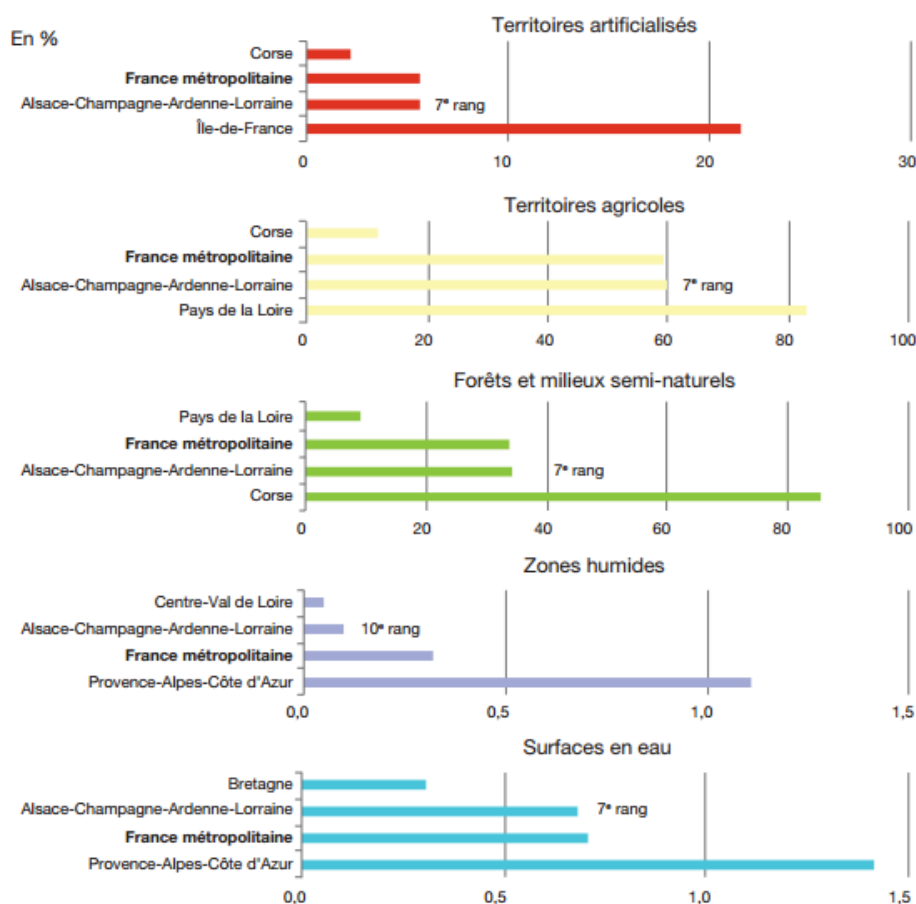 En %
Territoires artificialisés
Corse
France métropolitaine
Alsace-Champagne-Ardenne-Lorraine 7e rang
Île-de-France
0 10 20 30
Territoires agricoles
Corse
France métropolitaine
Alsace-Champagne-Ardenne-Lorraine 7e rang
Pays de la Loire
0 20 40 60 80 100
Forêts et milieux semi-naturels
Pays de la Loire
France métropolitaine
Alsace-Champagne-Ardenne-Lorraine 7e rang
Corse
0 20 40 60 80 100
Zones humides
Centre-Val de Loire
Alsace-Champagne-Ardenne-Lorraine 10e rang
France métropolitaine
Provence-Alpes-Côte d'Azur
0,0 0,5 1,0 1,5
Surfaces en eau
Bretagne
Alsace-Champagne-Ardenne-Lorraine 7e rang
France métropolitaine
Provence-Alpes-Côte d'Azur
0,0 0,5 1,0 1,5